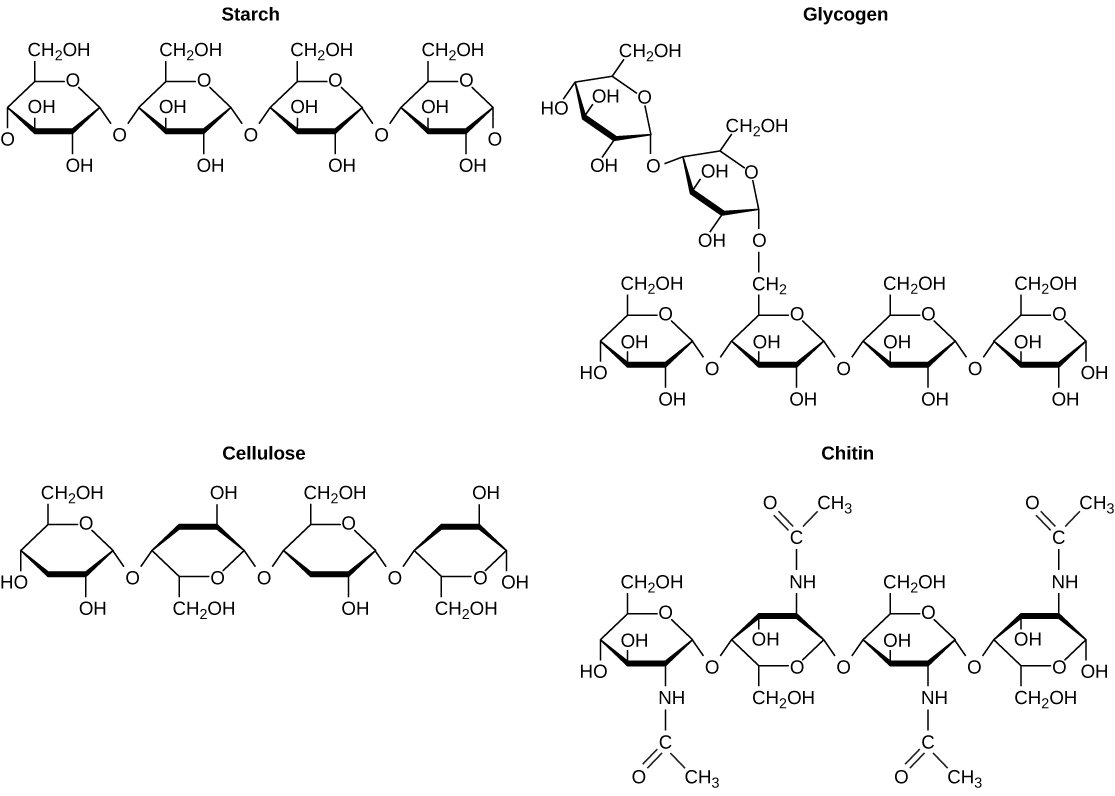 Starch
CH₂OH CH₂OH CH₂OH CH₂OH
O O O O
OH OH OH OH
O O O O O
OH OH OH OH
Glycogen
CH₂OH
O
HO OH
OH O
CH₂OH
OH O
OH O
CH₂OH CH₂ CH₂OH CH₂OH
O O O O
OH OH OH OH
HO O O O OH
OH OH OH OH
Cellulose
CH₂OH OH CH₂OH OH
O O
HO O O O O O OH
OH CH₂OH OH CH₂OH
Chitin
O CH₃ O CH₃
C C
CH₂OH NH CH₂OH NH
O O
OH OH OH OH
HO O O O O O OH
NH CH₂OH NH CH₂OH
C C
O CH₃ O CH₃